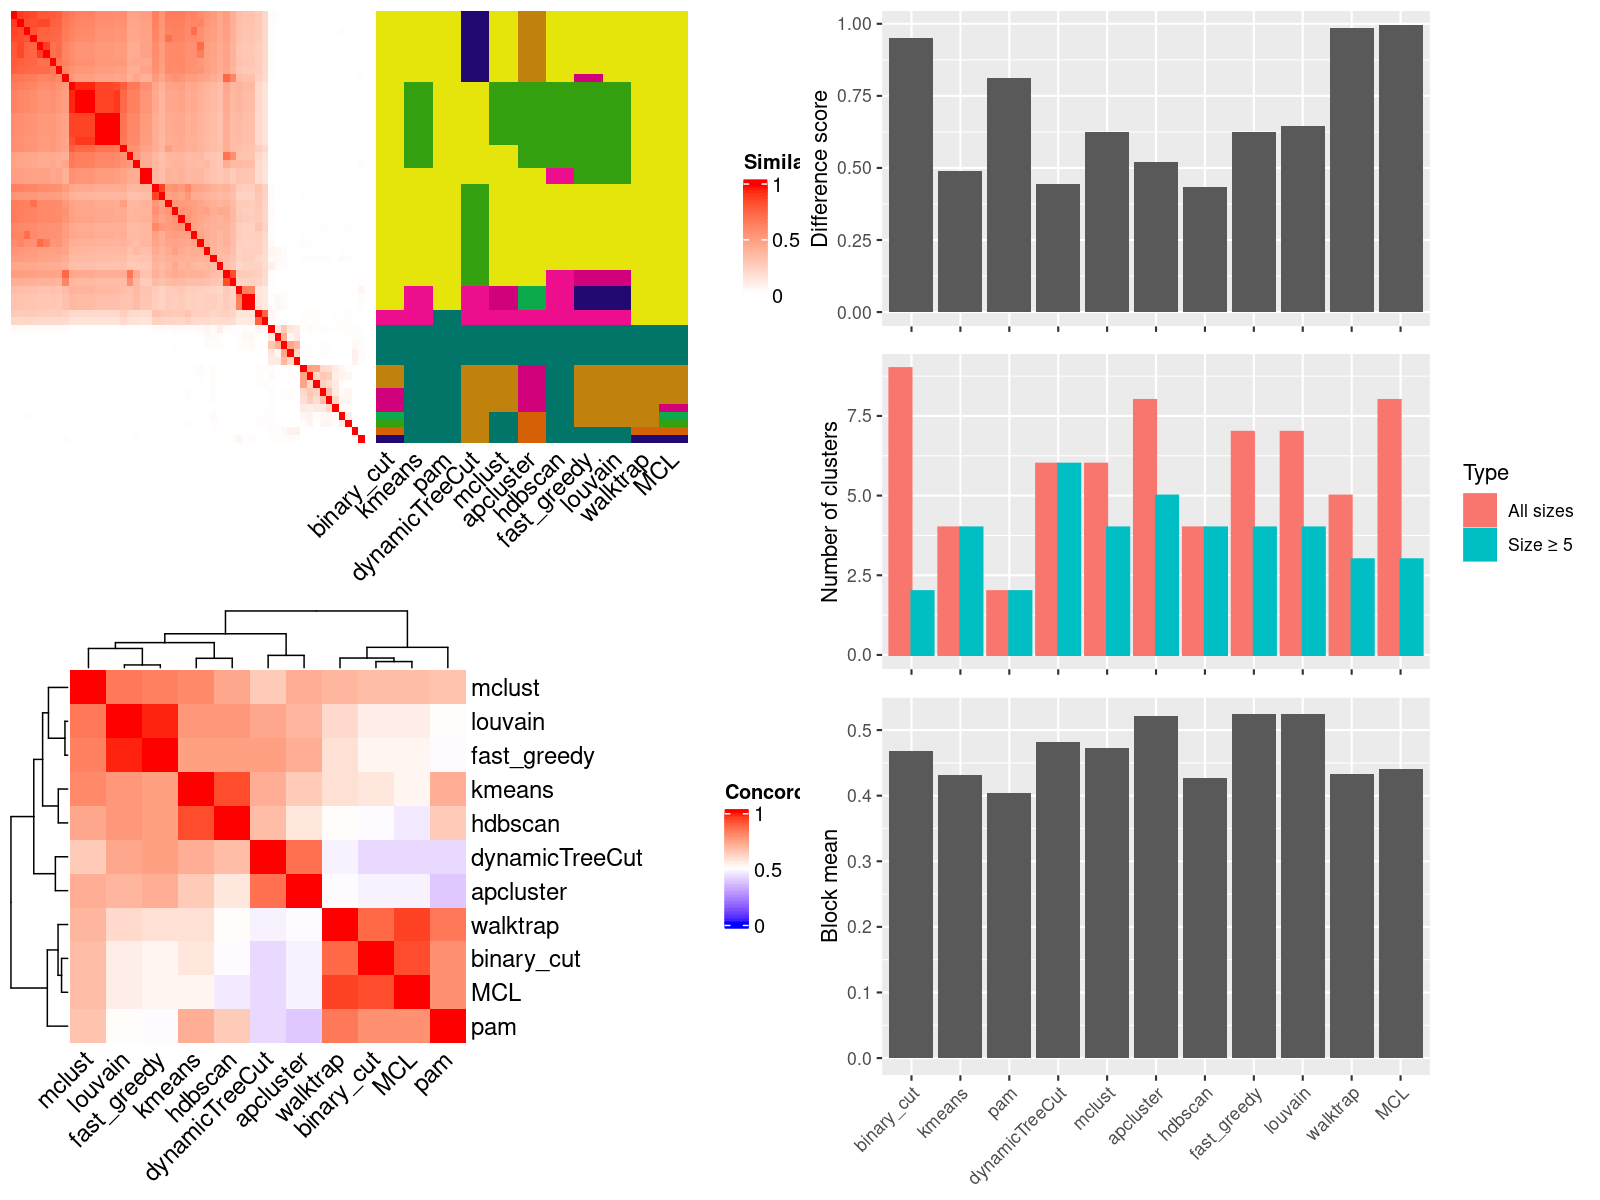 Simila
1
0.5
0
binary_cut
kmeans
pam
dynamicTreeCut
mclust
apcluster
hdbscan
fast_greedy
louvain
walktrap
MCL
mclust
louvain
fast_greedy
kmeans
hdbscan
dynamicTreeCut
apcluster
walktrap
binary_cut
MCL
pam
mclust
louvain
fast_greedy
kmeans
hdbscan
dynamicTreeCut
apcluster
walktrap
binary_cut
MCL
pam
Concord
1
0.5
0
Difference score
1.00
0.75
0.50
0.25
0.00
Number of clusters
7.5
5.0
2.5
0.0
Type
All sizes
Size ≥ 5
Block mean
0.5
0.4
0.3
0.2
0.1
0.0
binary_cut
kmeans
pam
dynamicTreeCut
mclust
apcluster
hdbscan
fast_greedy
louvain
walktrap
MCL